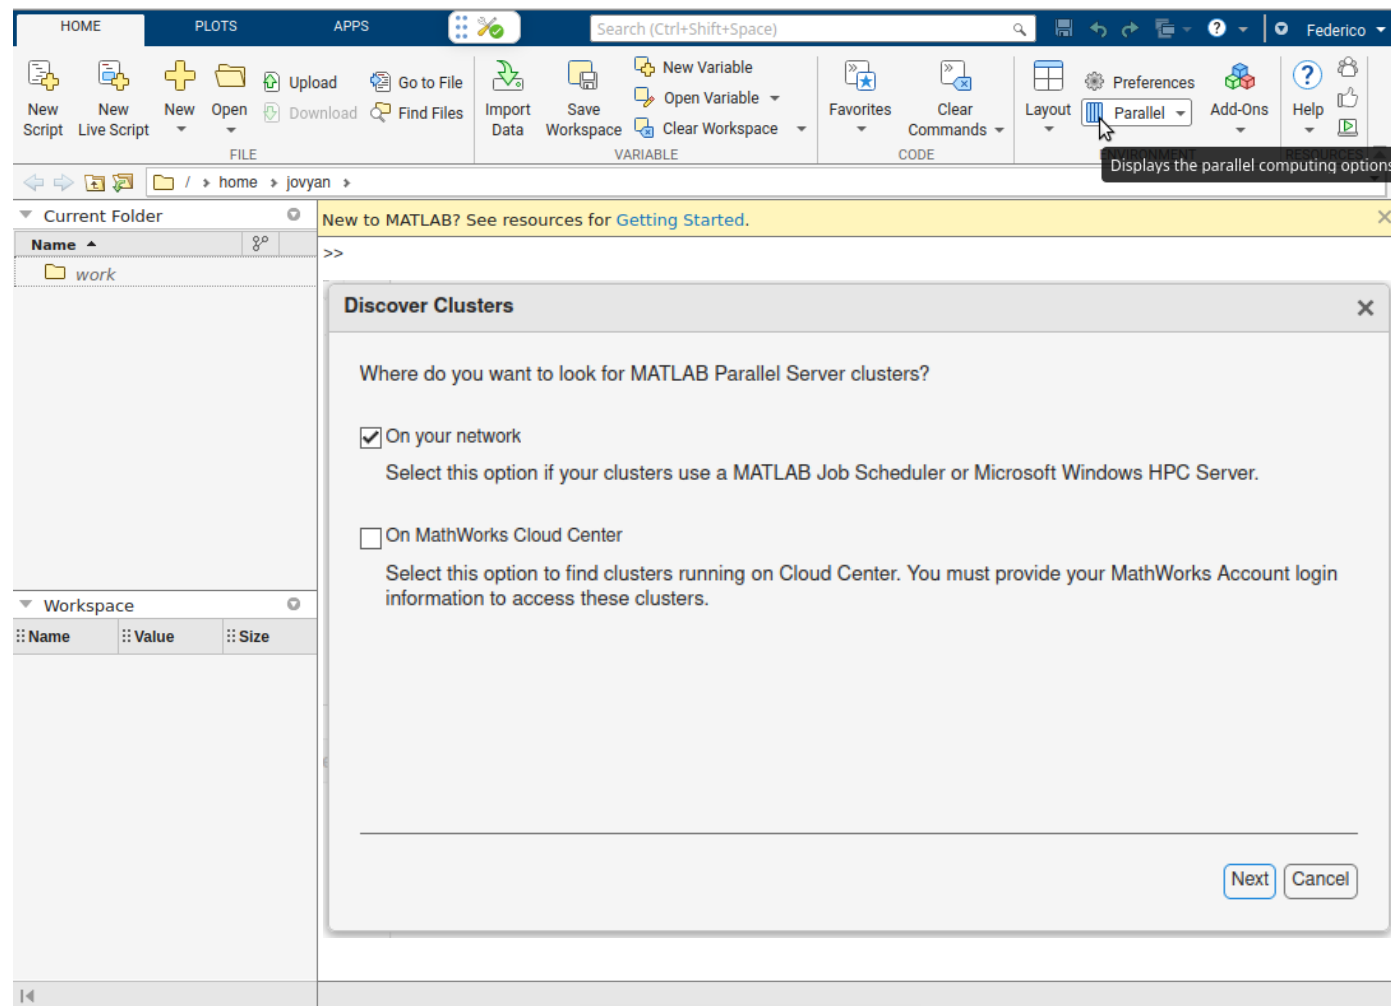 HOME PLOTS APPS Search (Ctrl+Shift+Space) ? Federico
New Script
New Live Script
New
Open
Upload
Download
Go to File
Find Files
FILE
Import Data
Save Workspace
New Variable
Open Variable
Clear Workspace
VARIABLE
Favorites
Clear Commands
CODE
Layout
Preferences
Parallel
Add-Ons
ENVIRONMENT
? Help
RESOURCES
Displays the parallel computing options
/ home jovyan
Current Folder
Name
work
Workspace
Name Value Size
New to MATLAB? See resources for Getting Started.
>>
Discover Clusters
Where do you want to look for MATLAB Parallel Server clusters?
On your network
Select this option if your clusters use a MATLAB Job Scheduler or Microsoft Windows HPC Server.
On MathWorks Cloud Center
Select this option to find clusters running on Cloud Center. You must provide your MathWorks Account login
information to access these clusters.
Next Cancel